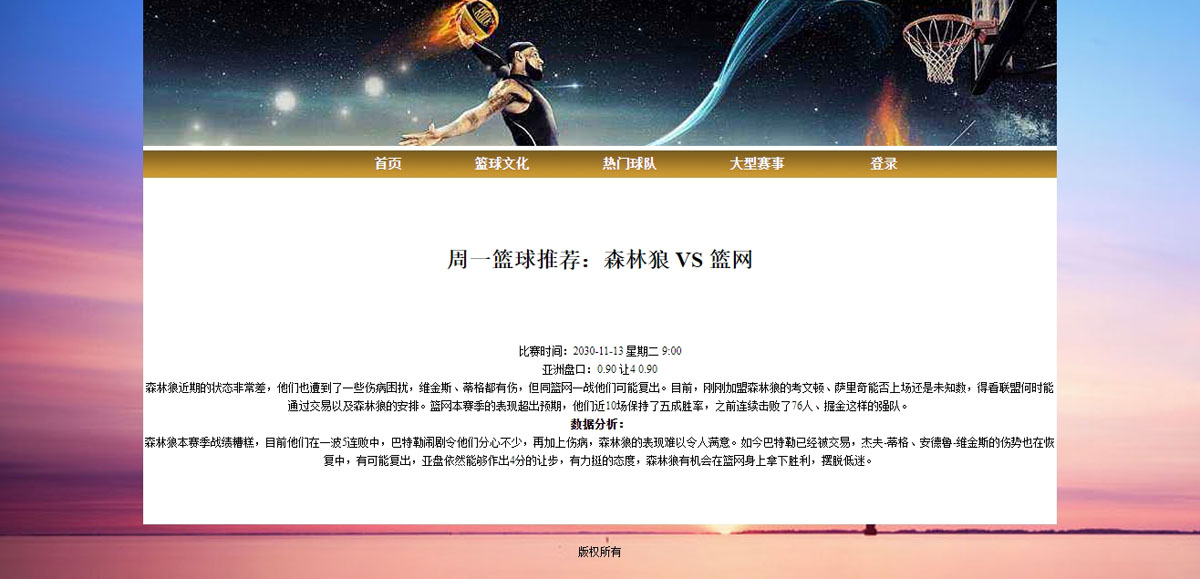 首页 篮球文化 热门球队 大型赛事 登录
周一篮球推荐：森林狼 VS 篮网
比赛时间：2030-11-13 星期二 9:00
亚洲盘口：0.90 让4 0.90
森林狼近期的状态非常差，他们也遭到了一些伤病困扰，维金斯、蒂格都有伤，但同篮网一战他们可能复出。目前，刚刚加盟森林狼的考文顿、萨里奇能否上场还是未知数，得看联盟何时能
通过交易以及森林狼的安排。篮网本赛季的表现超出预期，他们近10场保持了五成胜率，之前连续击败了76人、掘金这样的强队。
数据分析：
森林狼本赛季战绩糟糕，目前他们在一波5连败中，巴特勒闹剧令他们分心不少，再加上伤病，森林狼的表现难以令人满意。如今巴特勒已经被交易，杰夫-蒂格、安德鲁-维金斯的伤势也在恢
复中，有可能复出，亚盘依然能够作出4分的让步，有力挺的态度，森林狼有机会在篮网身上拿下胜利，摆脱低迷。
版权所有